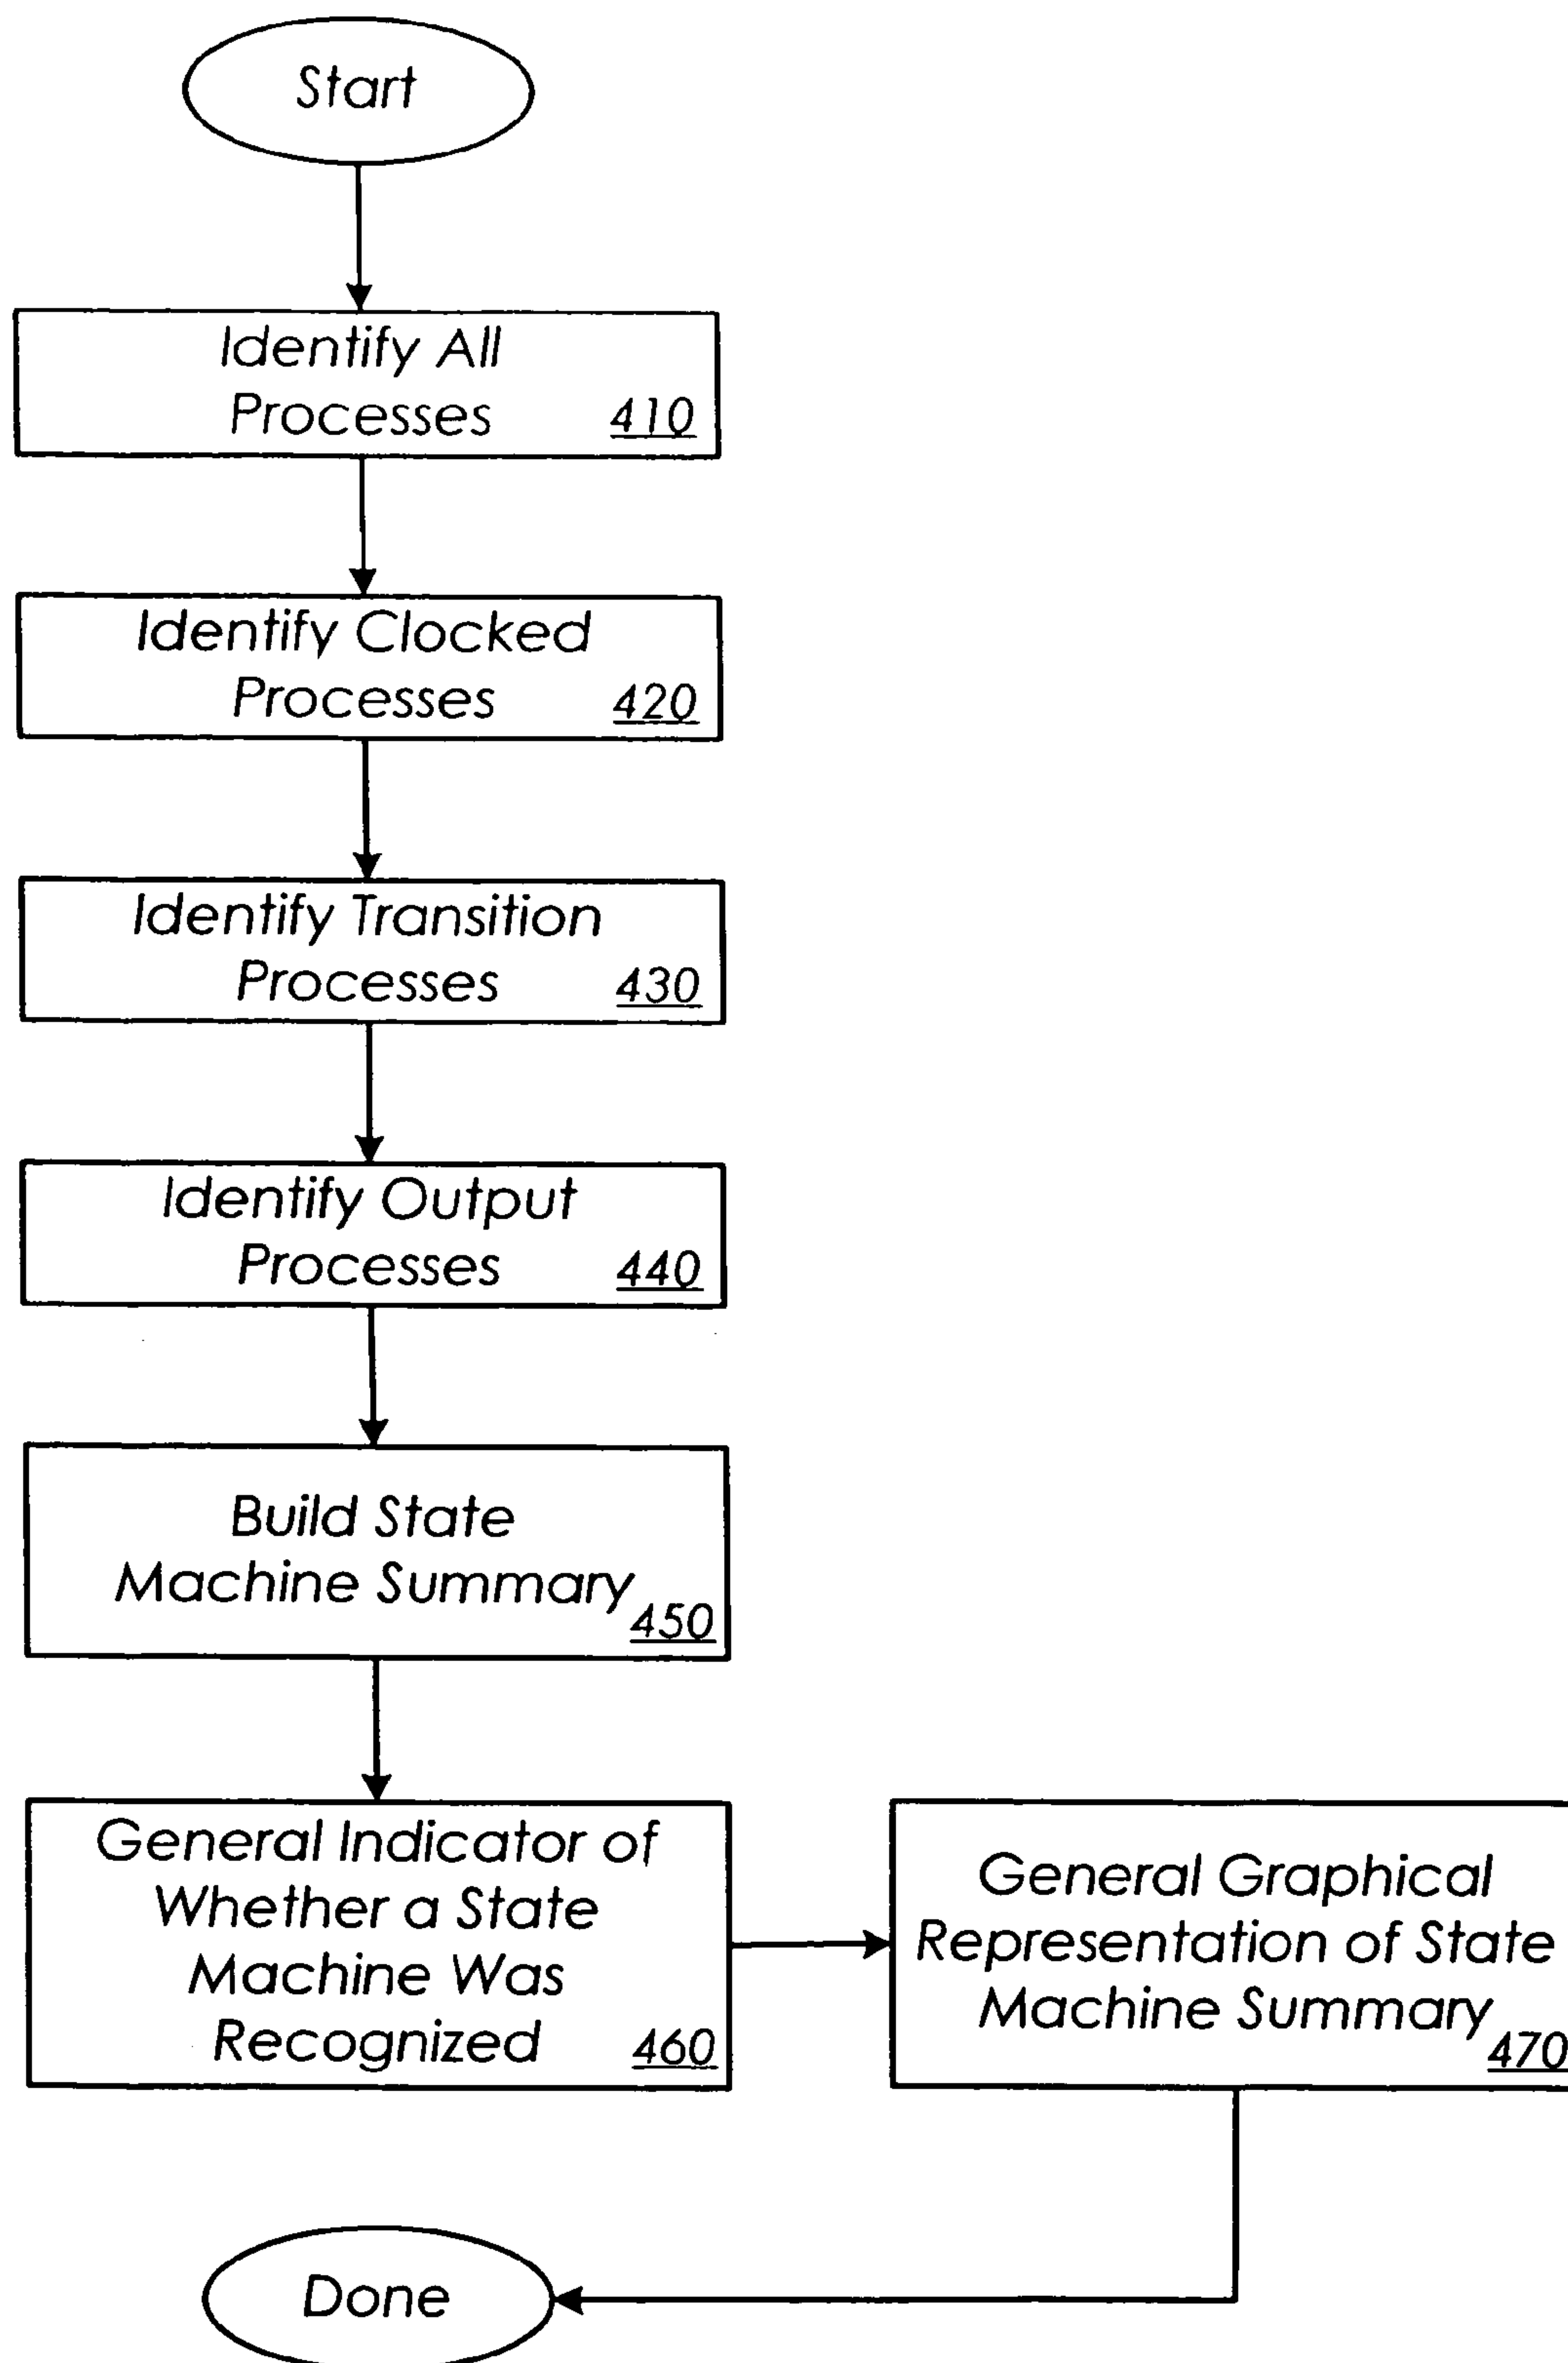 Start
Identify All
Processes 410
Identify Clocked
Processes 420
Identify Transition
Processes 430
Identify Output
Processes 440
Build State
Machine Summary
450
General Indicator of
Whether a State
Machine Was
Recognized 460
General Graphical
Representation of State
Machine Summary
470
Done